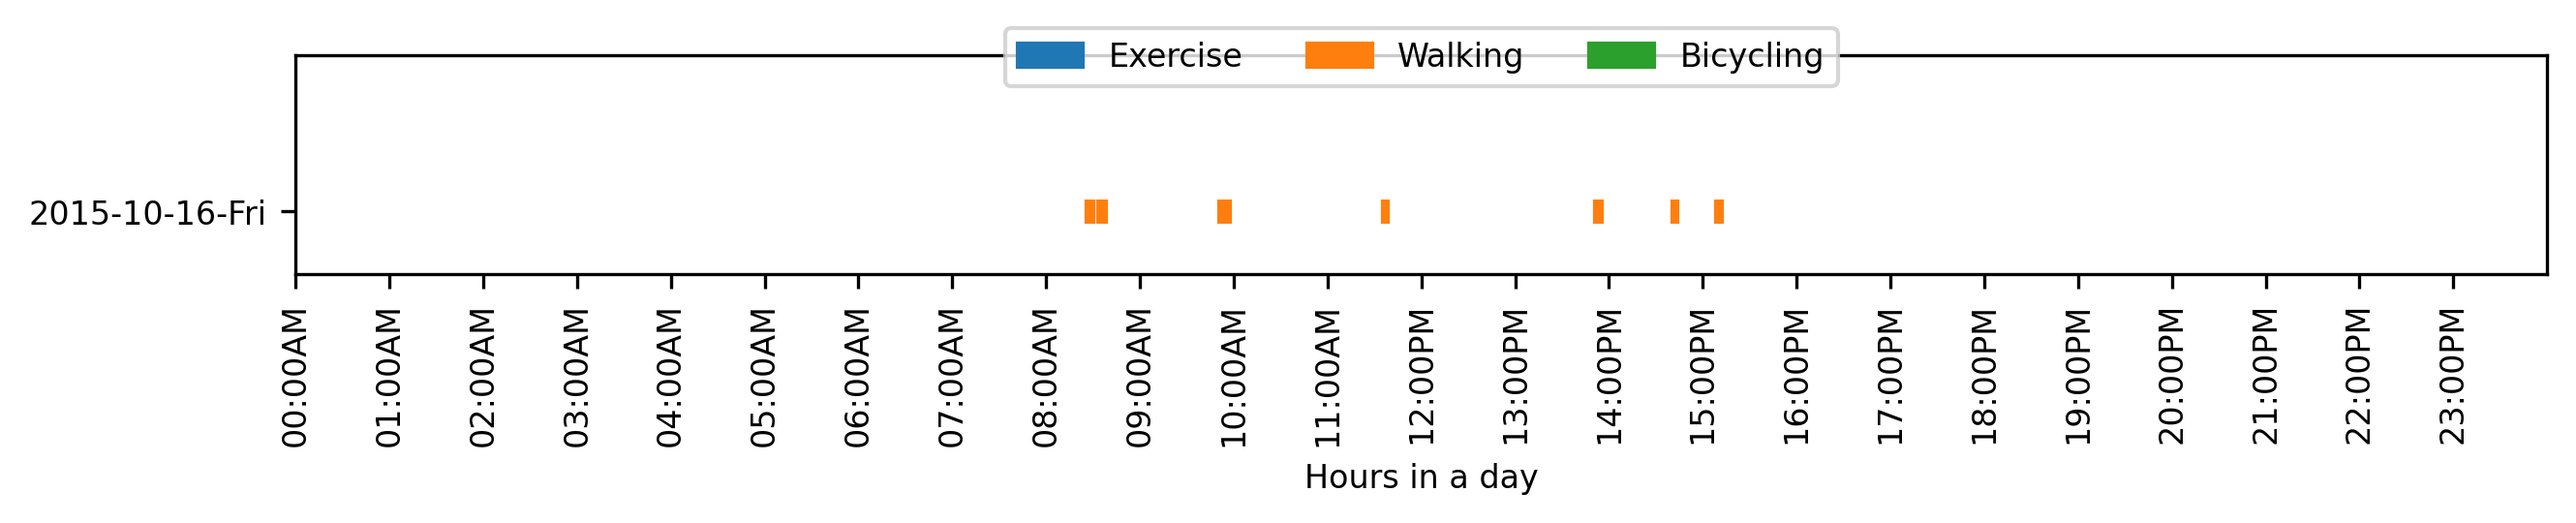 Exercise Walking Bicycling
2015-10-16-Fri
00:00AM 01:00AM 02:00AM 03:00AM 04:00AM 05:00AM 06:00AM 07:00AM 08:00AM 09:00AM 10:00AM 11:00AM 12:00PM 13:00PM 14:00PM 15:00PM 16:00PM 17:00PM 18:00PM 19:00PM 20:00PM 21:00PM 22:00PM 23:00PM
Hours in a day